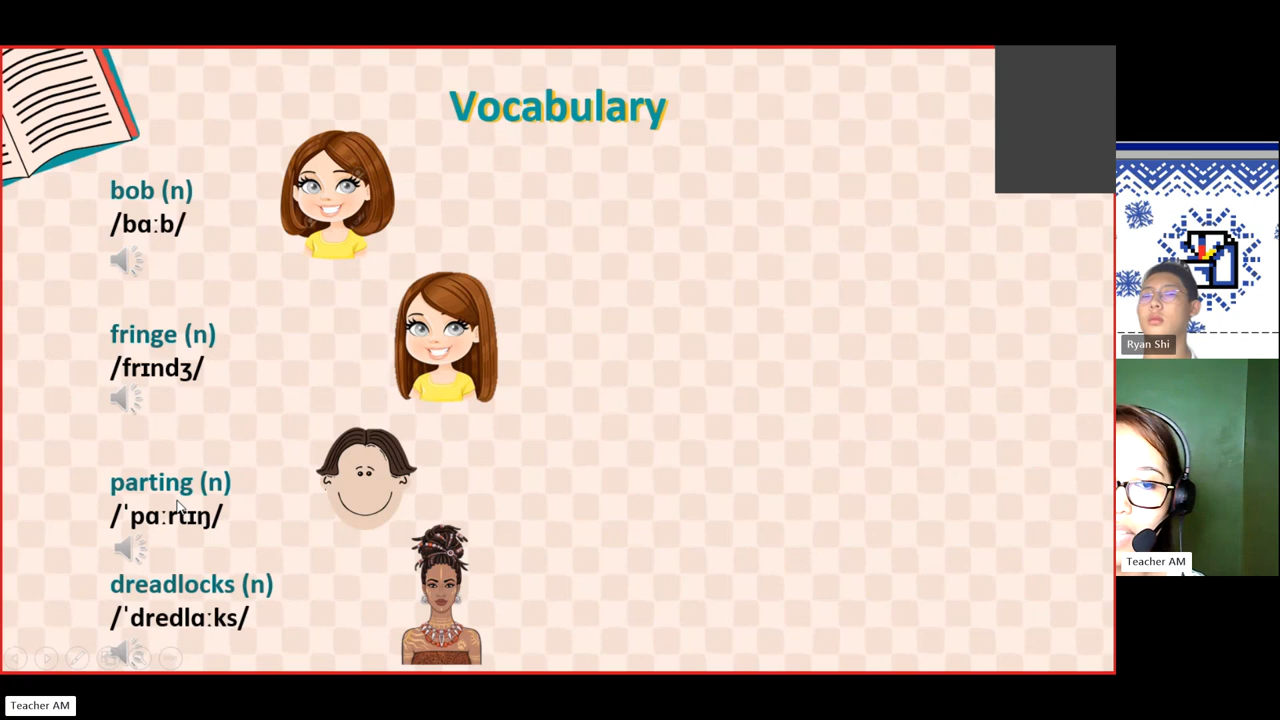 Vocabulary
bob (n)
/bɑːb/
fringe (n)
/frɪndʒ/
parting (n)
/ˈpɑːrtɪŋ/
dreadlocks (n)
/ˈdredlɑːks/
Ryan Shi
Teacher AM
Teacher AM